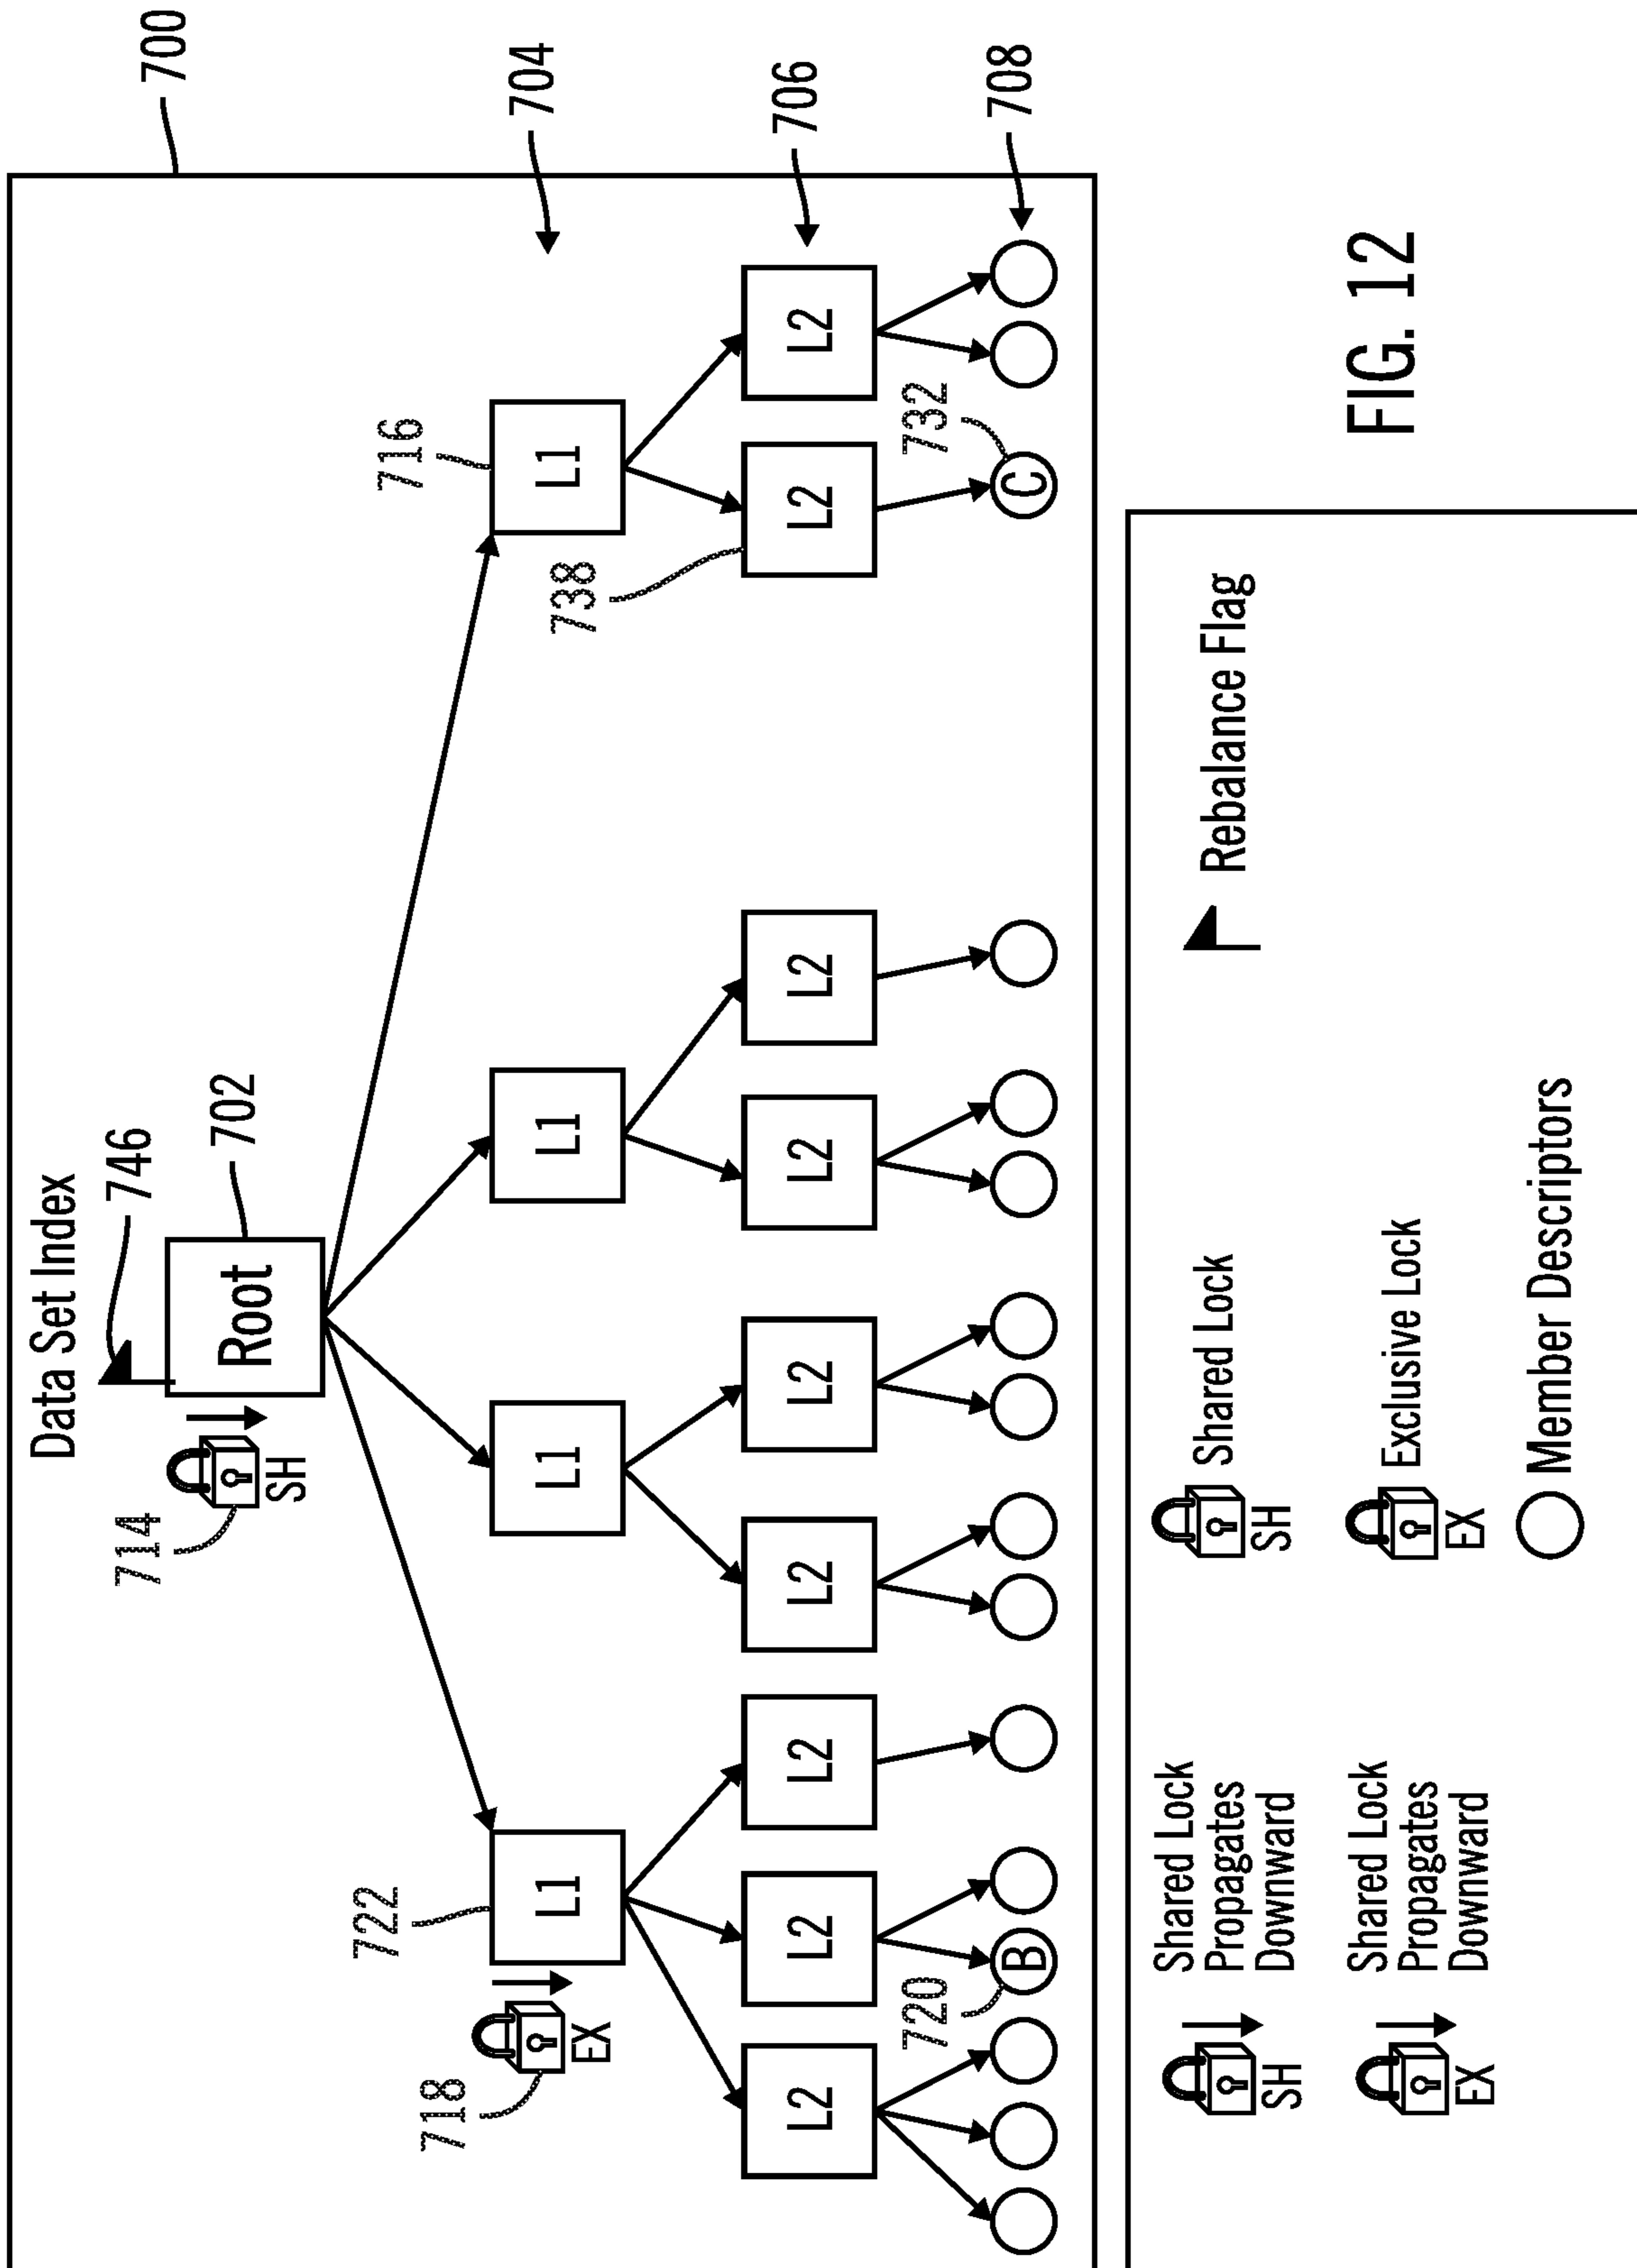 700
Data Set Index
746
702
Root
714
SH
704
722
L1
L1
L1
716
L1
718
EX
706
738
L2
L2
L2
L2
L2
L2
L2
L2
L2
708
720
B
732
C
SH
Shared Lock
Propagates
Downward
SH
Shared Lock
Rebalance Flag
EX
Shared Lock
Propagates
Downward
EX
Exclusive Lock
Member Descriptors
FIG. 12